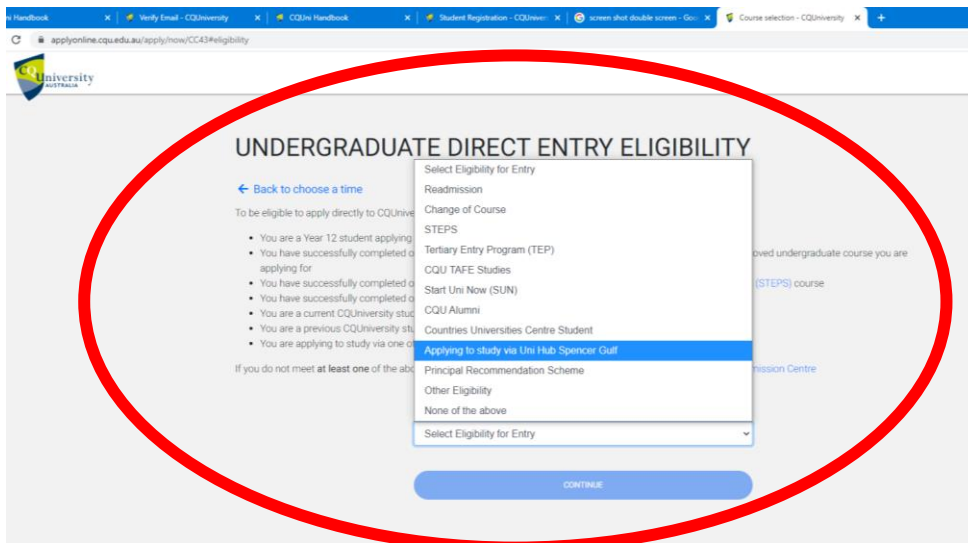 ni Handbook
Verify Email - CQUniversity
CQUni Handbook
Student Registration - CQUnivers
screen shot double screen - Goo
Course selection - CQUniversity
applyonline.cqu.edu.au/apply/now/CC43#eligibility
CQUniversity
AUSTRALIA
UNDERGRADUATE DIRECT ENTRY ELIGIBILITY
← Back to choose a time
To be eligible to apply directly to CQUnive
You are a Year 12 student applying
You have successfully completed o
oved undergraduate course you are
applying for
You have successfully completed o
(STEPS) course
You have successfully completed o
You are a current CQUniversity stud
You are a previous CQUniversity stu
You are applying to study via one o
If you do not meet at least one of the abo
mission Centre
Select Eligibility for Entry
Readmission
Change of Course
STEPS
Tertiary Entry Program (TEP)
CQU TAFE Studies
Start Uni Now (SUN)
CQU Alumni
Countries Universities Centre Student
Applying to study via Uni Hub Spencer Gulf
Principal Recommendation Scheme
Other Eligibility
None of the above
Select Eligibility for Entry
CONTINUE